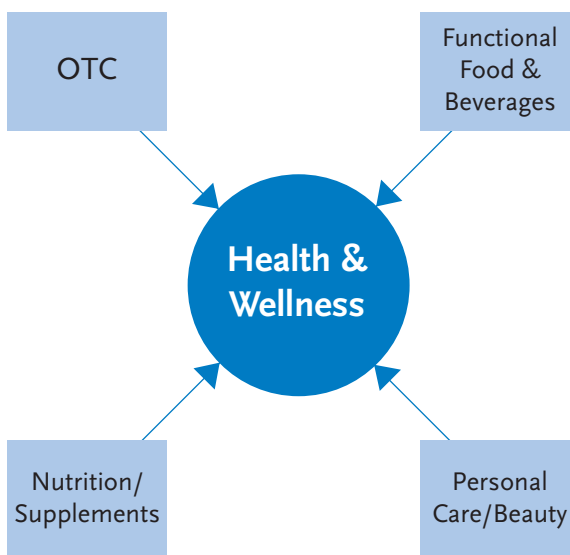 OTC
Functional
Food &
Beverages
Health &
Wellness
Nutrition/
Supplements
Personal
Care/Beauty